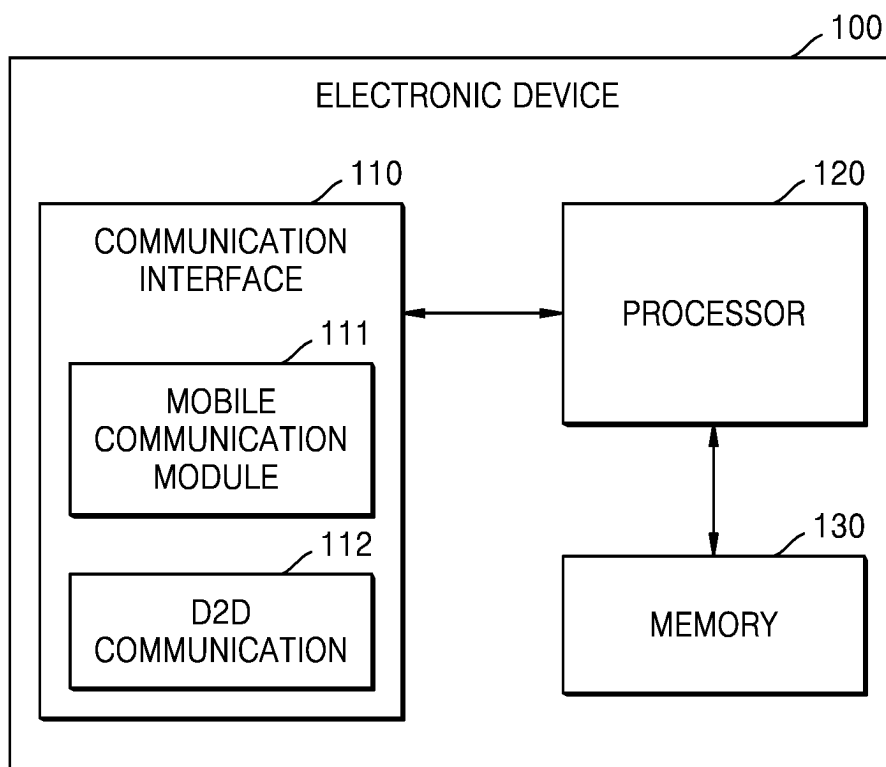 100
ELECTRONIC DEVICE
110
COMMUNICATION
INTERFACE
111
MOBILE
COMMUNICATION
MODULE
112
D2D
COMMUNICATION
120
PROCESSOR
130
MEMORY